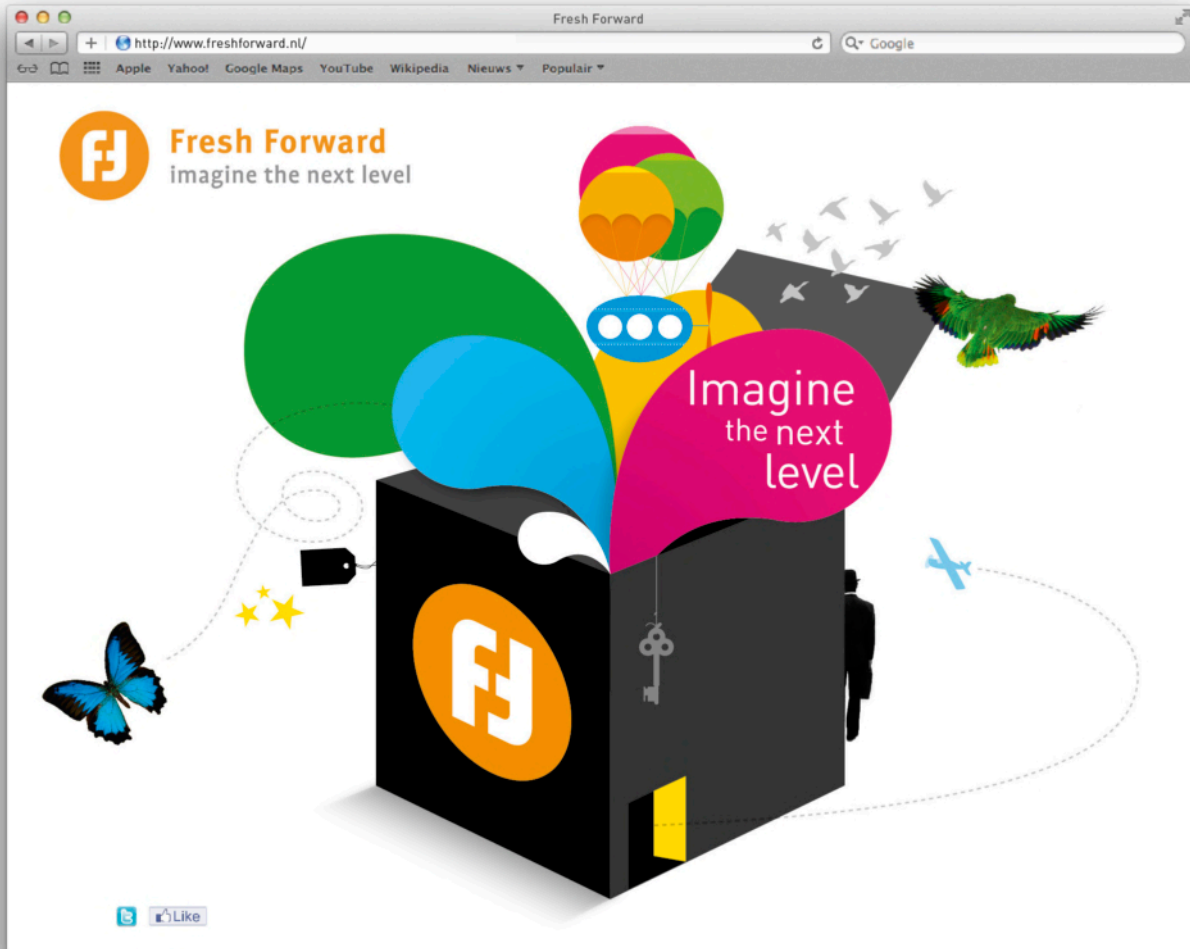 Fresh Forward
http://www.freshforward.nl/
Google
Apple Yahoo! Google Maps YouTube Wikipedia Nieuws Populair
Fresh Forward
imagine the next level
Imagine
the next
level
Like